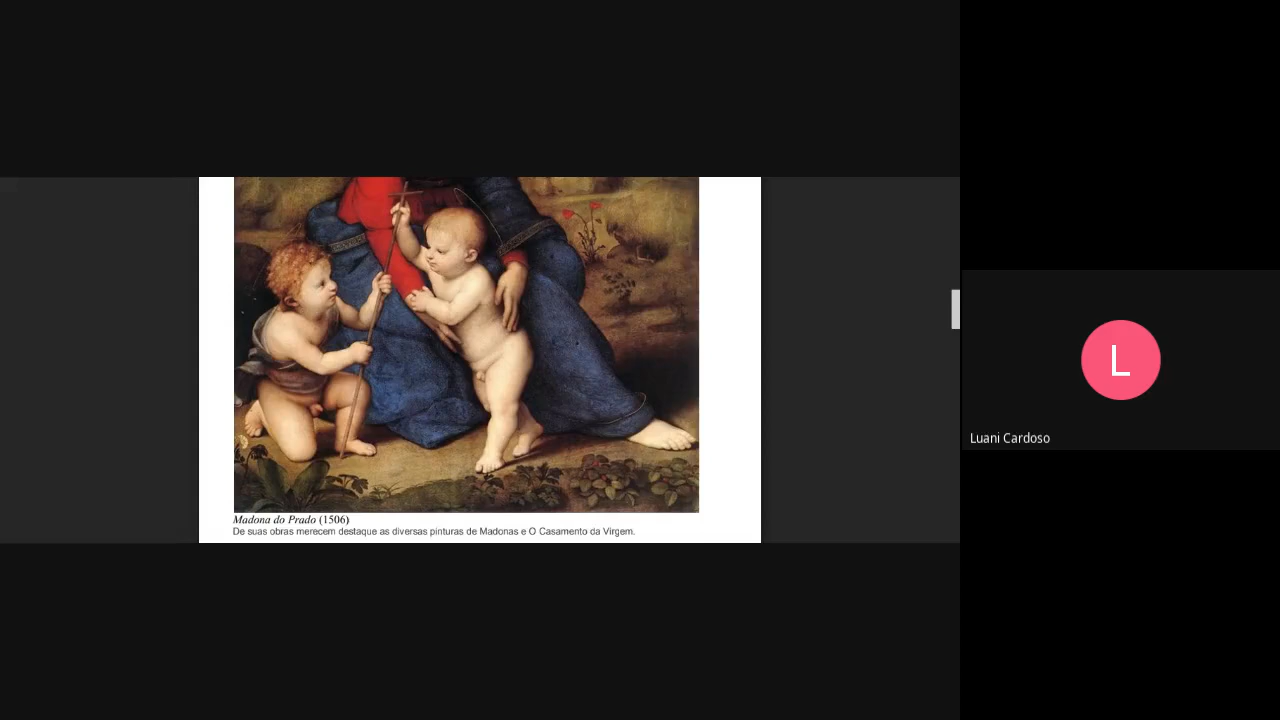 Madona do Prado (1506)
De suas obras merecem destaque as diversas pinturas de Madonas e O Casamento da Virgem.
L
Luani Cardoso